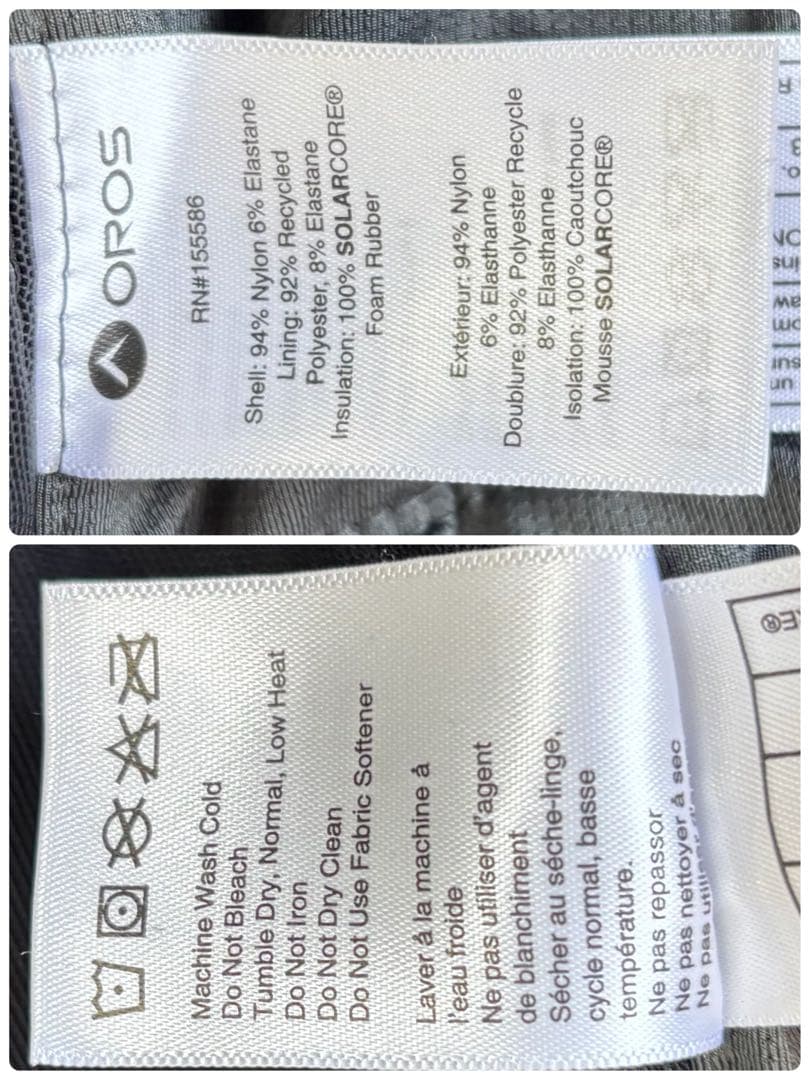 OROS
RN#155586
Shell: 94% Nylon 6% Elastane
Lining: 92% Recycled
Polyester, 8% Elastane
Insulation: 100% SOLARCORE®
Foam Rubber
Extérieur: 94% Nylon
6% Elasthanne
Doublure: 92% Polyester Recycle
8% Elasthanne
Isolation: 100% Caoutchouc
Mousse SOLARCORE®
Machine Wash Cold
Do Not Bleach
Tumble Dry, Normal, Low Heat
Do Not Iron
Do Not Dry Clean
Do Not Use Fabric Softener
Laver á la machine á
l'eau froide
Ne pas utiliser d'agent
de blanchiment
Sécher au séche-linge,
cycle normal, basse
température.
Ne pas repassor
Ne pas nettoyer á sec
Ne pas